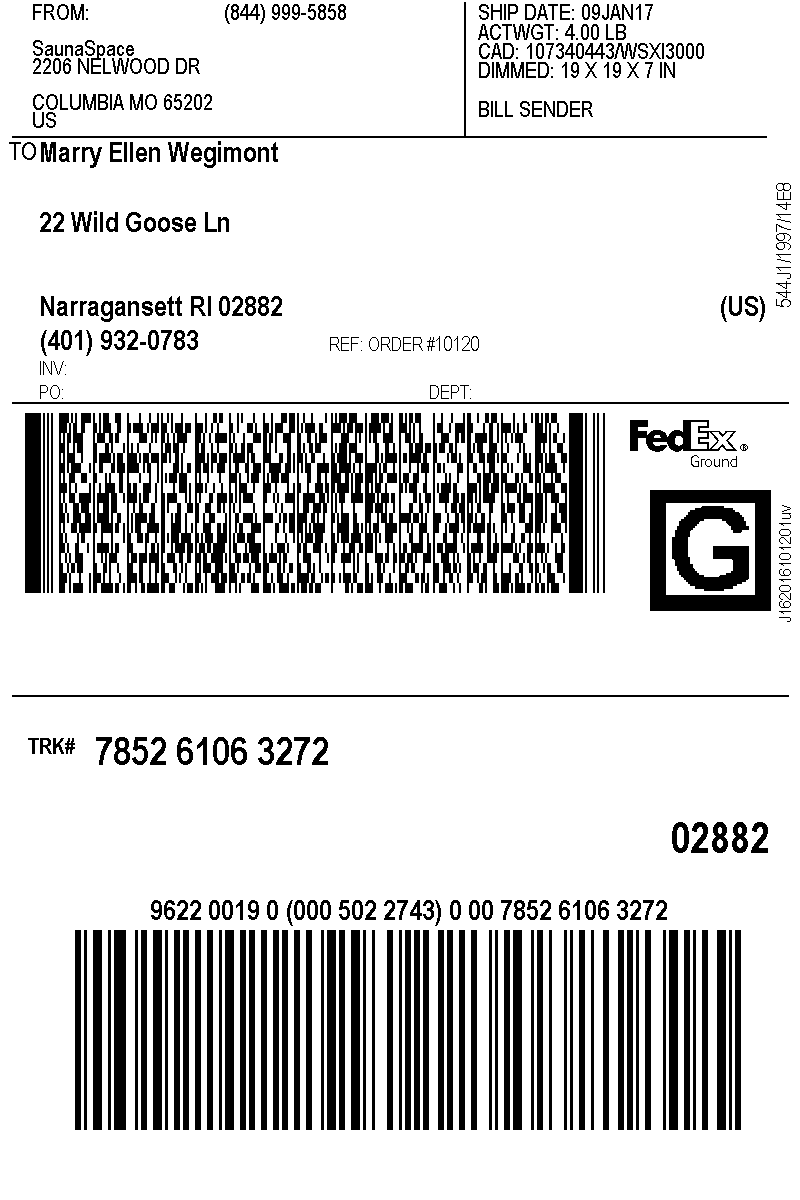 FROM: (844) 999-5858
SaunaSpace
2206 NELWOOD DR
COLUMBIA MO 65202
US
SHIP DATE: 09JAN17
ACTWGT: 4.00 LB
CAD: 107340443/WSXI3000
DIMMED: 19 X 19 X 7 IN
BILL SENDER
TO Marry Ellen Wegimont
22 Wild Goose Ln
Narragansett RI 02882 (US)
(401) 932-0783 REF: ORDER #10120
INV:
PO: DEPT:
544J1/1997/14E8
FedEx®
Ground
G
J162016101201uv
TRK# 7852 6106 3272
02882
9622 0019 0 (000 502 2743) 0 00 7852 6106 3272